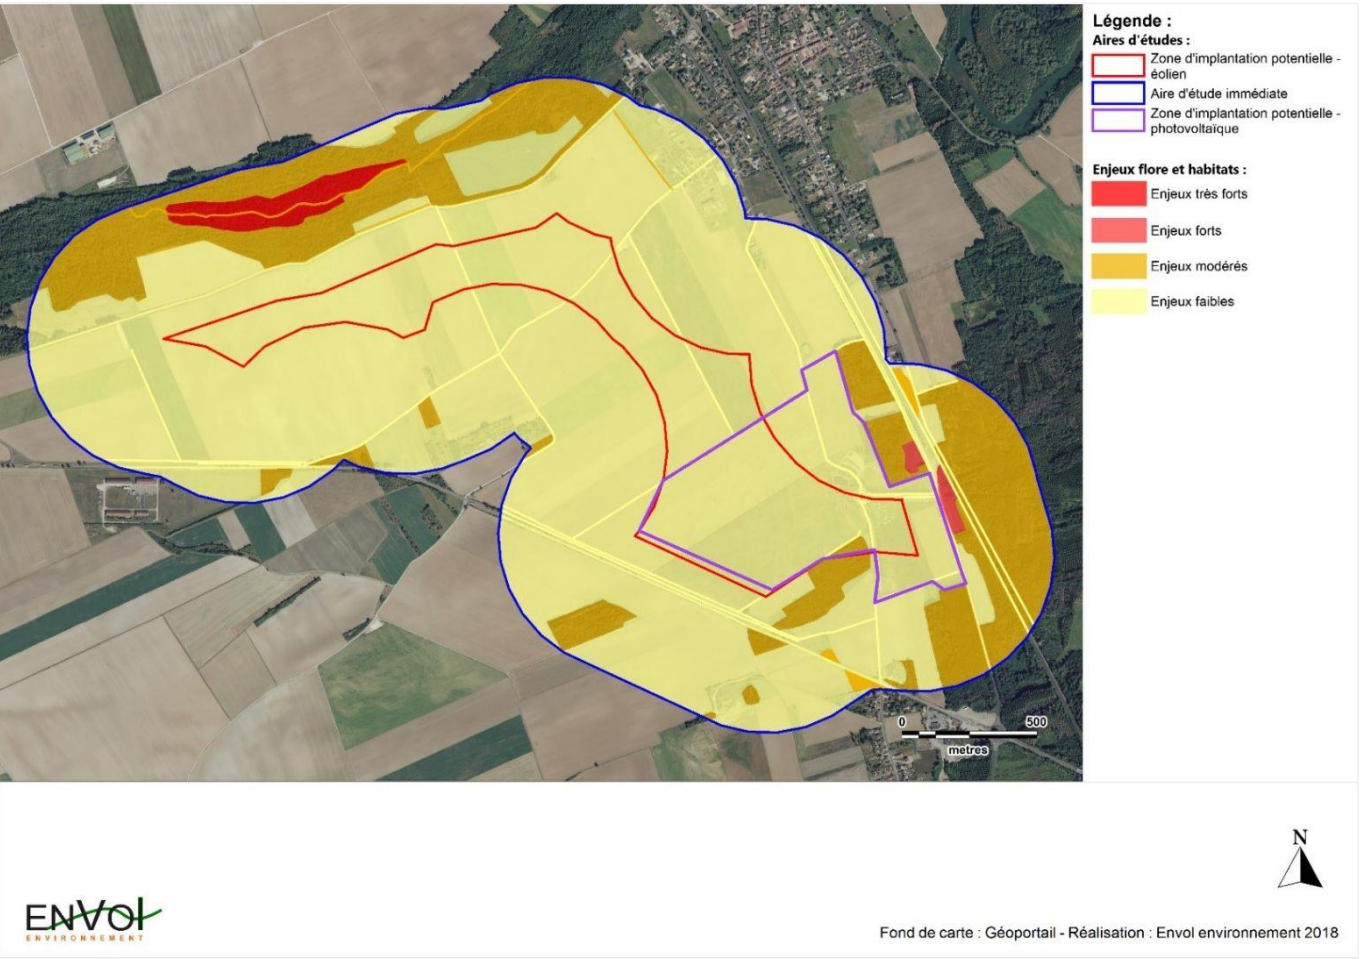 Légende :
Aires d'études :
Zone d'implantation potentielle -
éolien
Aire d'étude immédiate
Zone d'implantation potentielle -
photovoltaïque
Enjeux flore et habitats :
Enjeux très forts
Enjeux forts
Enjeux modérés
Enjeux faibles
0 500
metres
N
ENVOl
ENVIRONNEMENT
Fond de carte : Géoportail - Réalisation : Envol environnement 2018